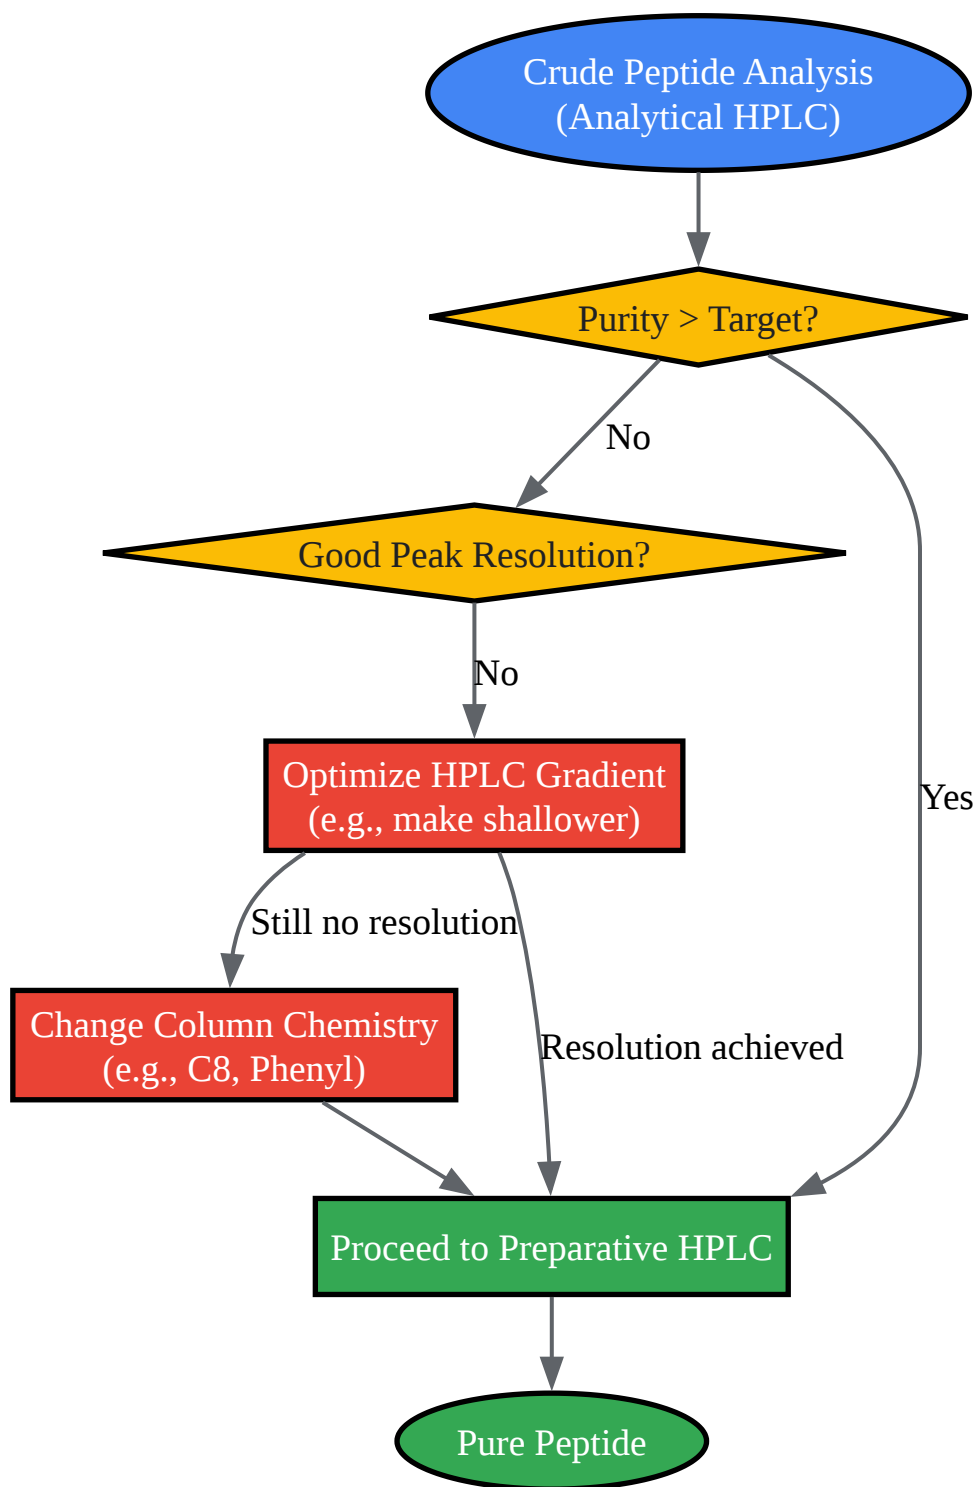 Crude Peptide Analysis
(Analytical HPLC)
Purity > Target?
No
Good Peak Resolution?
No
Optimize HPLC Gradient
(e.g., make shallower)
Yes
Still no resolution
Change Column Chemistry
(e.g., C8, Phenyl)
Resolution achieved
Proceed to Preparative HPLC
Pure Peptide